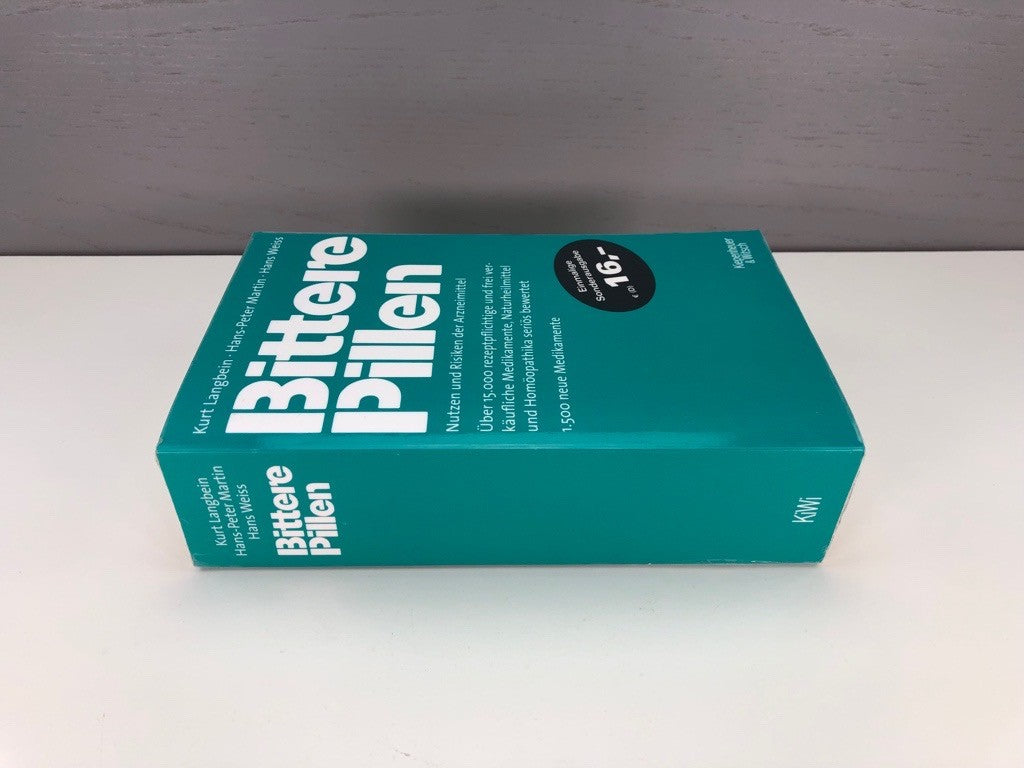 Kurt Langbein · Hans-Peter Martin · Hans Weiss
Bittere
Pillen
Nutzen und Risiken der Arzneimittel
Über 15.000 rezeptpflichtige und frei ver-
käufliche Medikamente, Naturheilmittel
und Homöopathika seriös bewertet
1.500 neue Medikamente
Einmalige
Sonderausgabe
16,–
€ (D)
Kiepenheuer
& Witsch
Kurt Langbein
Hans-Peter Martin
Hans Weiss
Bittere
Pillen
KiWi